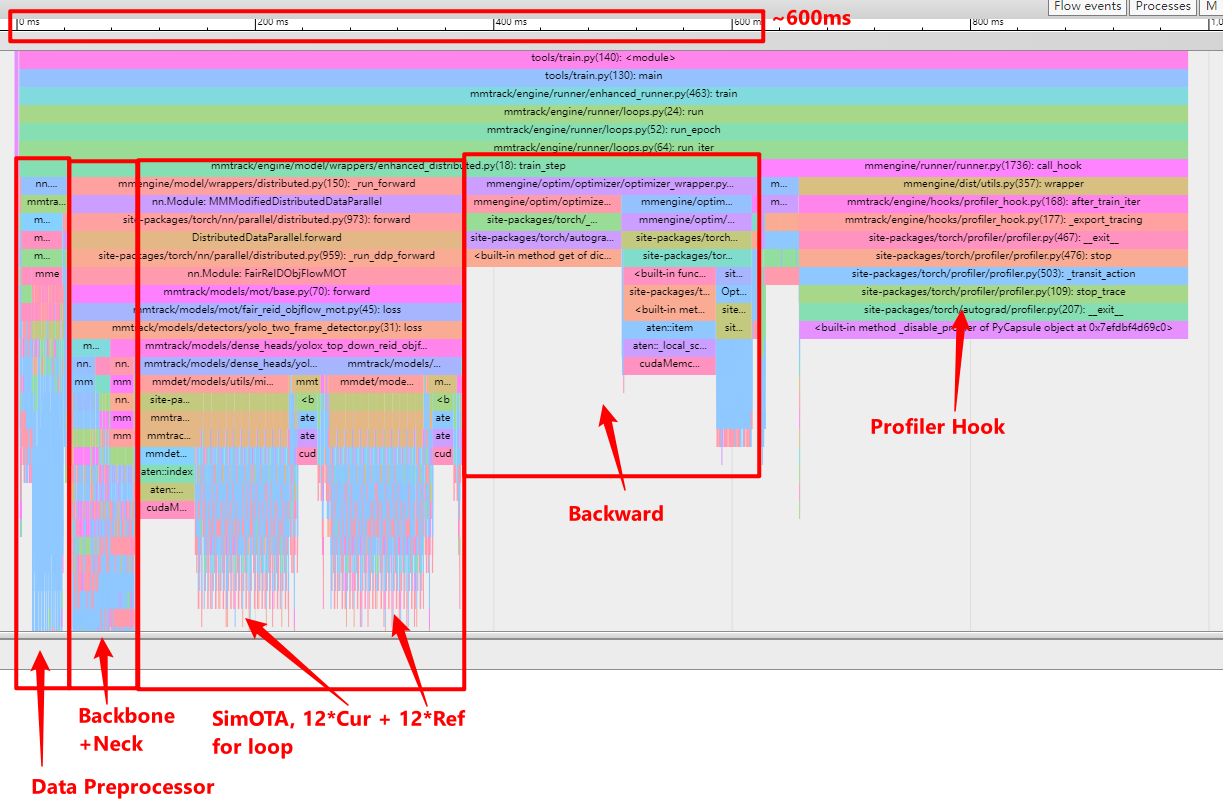 Flow events
Processes
M
0 ms
200 ms
400 ms
600 ms
800 ms
1,0
~600ms
tools/train.py(140): <module>
tools/train.py(130): main
mmtrack/engine/runner/enhanced_runner.py(463): train
mmtrack/engine/runner/loops.py(24): run
mmtrack/engine/runner/loops.py(52): run_epoch
mmtrack/engine/runner/loops.py(64): run_iter
mmtrack/engine/model/wrappers/enhanced_distributed.py(18): train_step
mmengine/runner/runner.py(1736): call_hook
nn....
mmengine/model/wrappers/distributed.py(150): _run_forward
mmengine/optim/optimizer/optimizer_wrapper.py...
m...
mmengine/dist/utils.py(357): wrapper
mmtra...
nn.Module: MMModifiedDistributedDataParallel
mmengine/optim/optimize...
mmengine/optim...
m...
mmtrack/engine/hooks/profiler_hook.py(168): after_train_iter
m...
site-packages/torch/nn/parallel/distributed.py(973): forward
site-packages/torch/_...
mmengine/optim/...
mmtrack/engine/hooks/profiler_hook.py(177): _export_tracing
m...
DistributedDataParallel.forward
site-packages/torch/autogra...
site-packages/torch...
site-packages/torch/profiler/profiler.py(467): __exit__
m...
site-packages/torch/nn/parallel/distributed.py(959): _run_ddp_forward
<built-in method get of dic...
site-packages/tor...
site-packages/torch/profiler/profiler.py(476): stop
mme
nn.Module: FairReIDObjFlowMOT
<built-in func...
sit...
site-packages/torch/profiler/profiler.py(503): _transit_action
mmtrack/models/mot/base.py(70): forward
site-packages/t...
Opt...
site-packages/torch/profiler/profiler.py(109): stop_trace
mmtrack/models/mot/fair_reid_objflow_mot.py(45): loss
<built-in met...
site...
site-packages/torch/autograd/profiler.py(207): __exit__
mmtrack/models/detectors/yolo_two_frame_detector.py(31): loss
aten::item
sit...
<built-in method _disable_profiler of PyCapsule object at 0x7efdbf4d69c0>
m...
mmtrack/models/dense_heads/yolox_top_down_reid_objf...
aten::_local_sc...
nn.
nn.
mmtrack/models/dense_heads/yol...
mmtrack/models/...
cudaMemc...
mm
mm
mmdet/models/utils/mi...
mmt
mmdet/mode...
m...
nn.
site-pa...
<b
<b
mm
mmtra...
ate
ate
mm
mmtrac...
ate
ate
mmdet...
cud
cud
aten::index
aten::...
cudaM...
Profiler Hook
Backward
Backbone
+Neck
SimOTA, 12*Cur + 12*Ref
for loop
Data Preprocessor